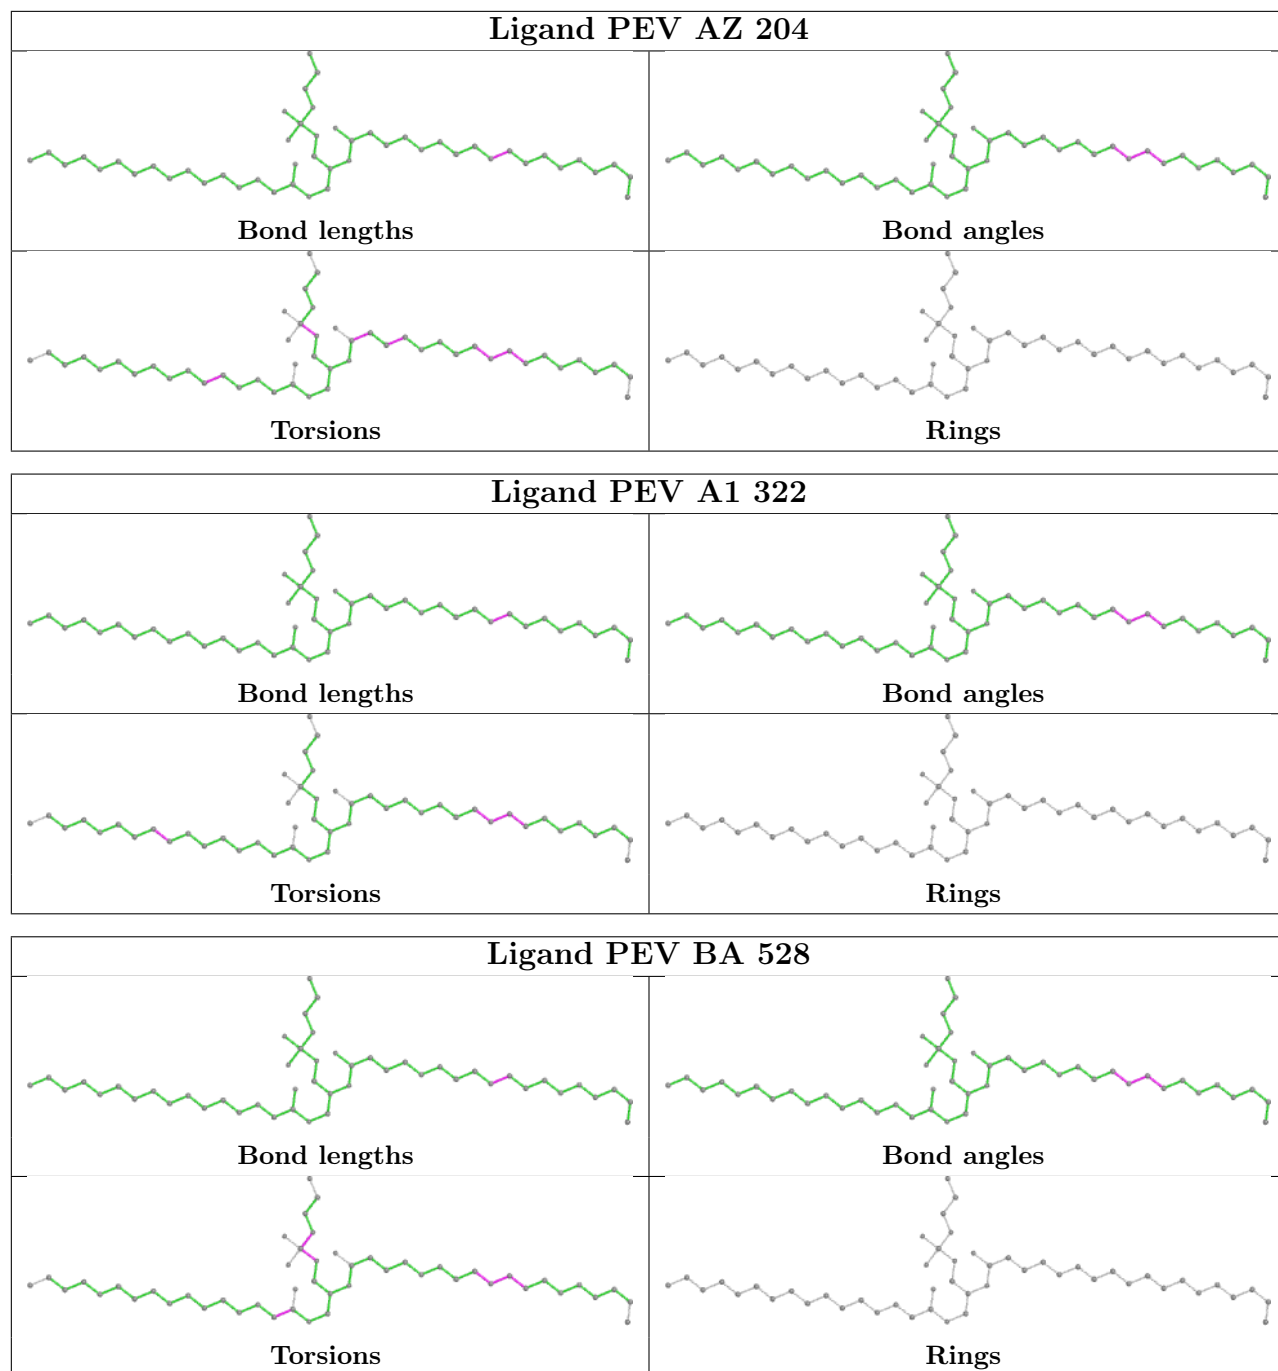 Ligand PEV AZ 204
Bond lengths
Bond angles
Torsions
Rings
Ligand PEV A1 322
Bond lengths
Bond angles
Torsions
Rings
Ligand PEV BA 528
Bond lengths
Bond angles
Torsions
Rings